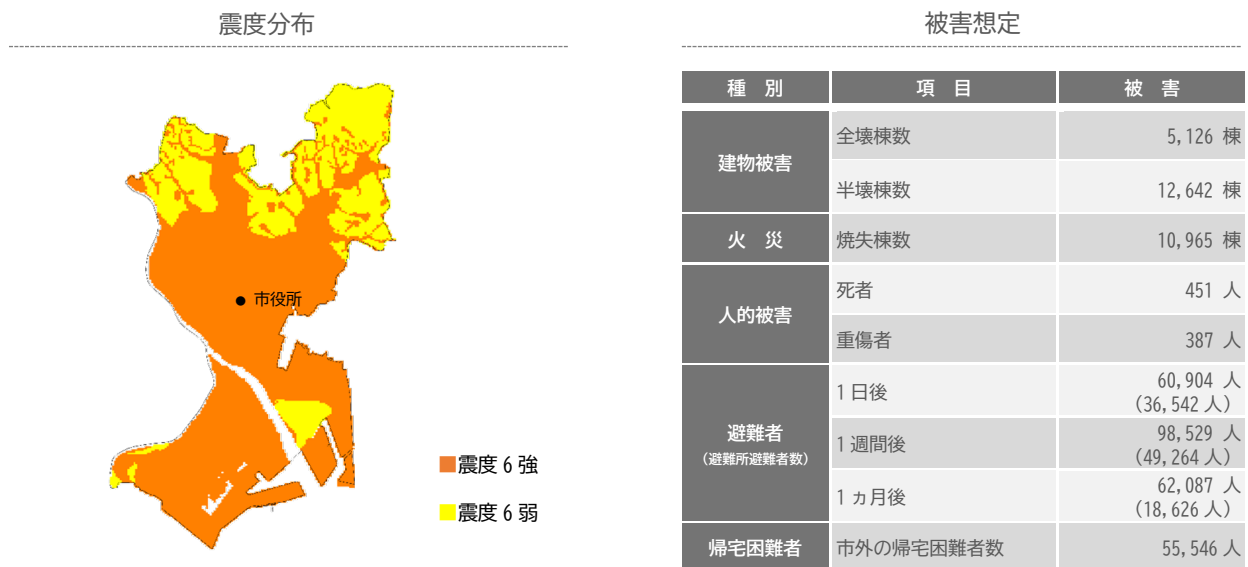 震度分布
市役所
震度 6 強
震度 6 弱
被害想定
種　別 項　目 被　害
建物被害 全壊棟数 5,126 棟
半壊棟数 12,642 棟
火　災 焼失棟数 10,965 棟
人的被害 死者 451 人
重傷者 387 人
避難者
（避難所避難者数）
1 日後 60,904 人
(36,542 人)
1 週間後 98,529 人
(49,264 人)
1 ヵ月後 62,087 人
(18,626 人)
帰宅困難者 市外の帰宅困難者数 55,546 人